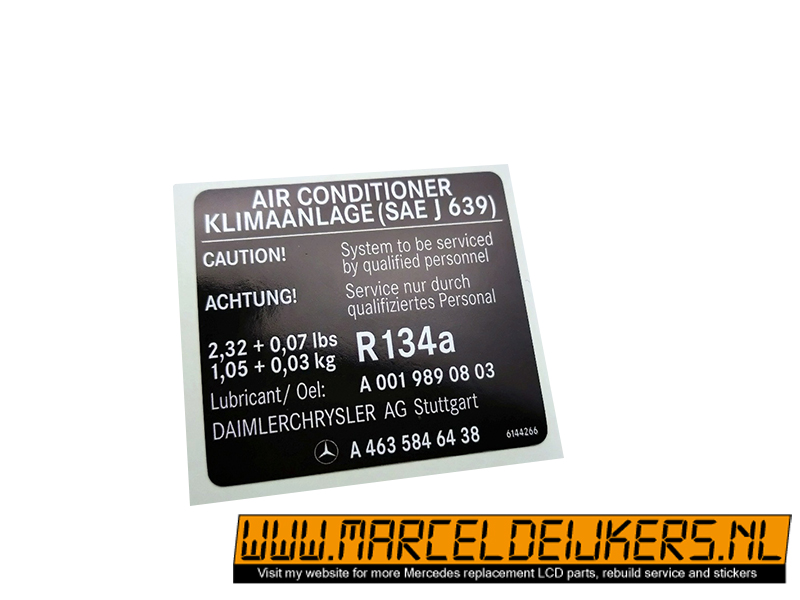 AIR CONDITIONER
KLIMAANLAGE (SAE J 639)
CAUTION!
System to be serviced
by qualified personnel
ACHTUNG!
Service nur durch
qualifiziertes Personal
2,32 + 0,07 lbs
1,05 + 0,03 kg
R134a
Lubricant/ Oel:
A 001 989 08 03
DAIMLERCHRYSLER AG Stuttgart
A 463 584 64 38
6144266
WWW.MARCELDEIJKERS.NL
Visit my website for more Mercedes replacement LCD parts, rebuild service and stickers